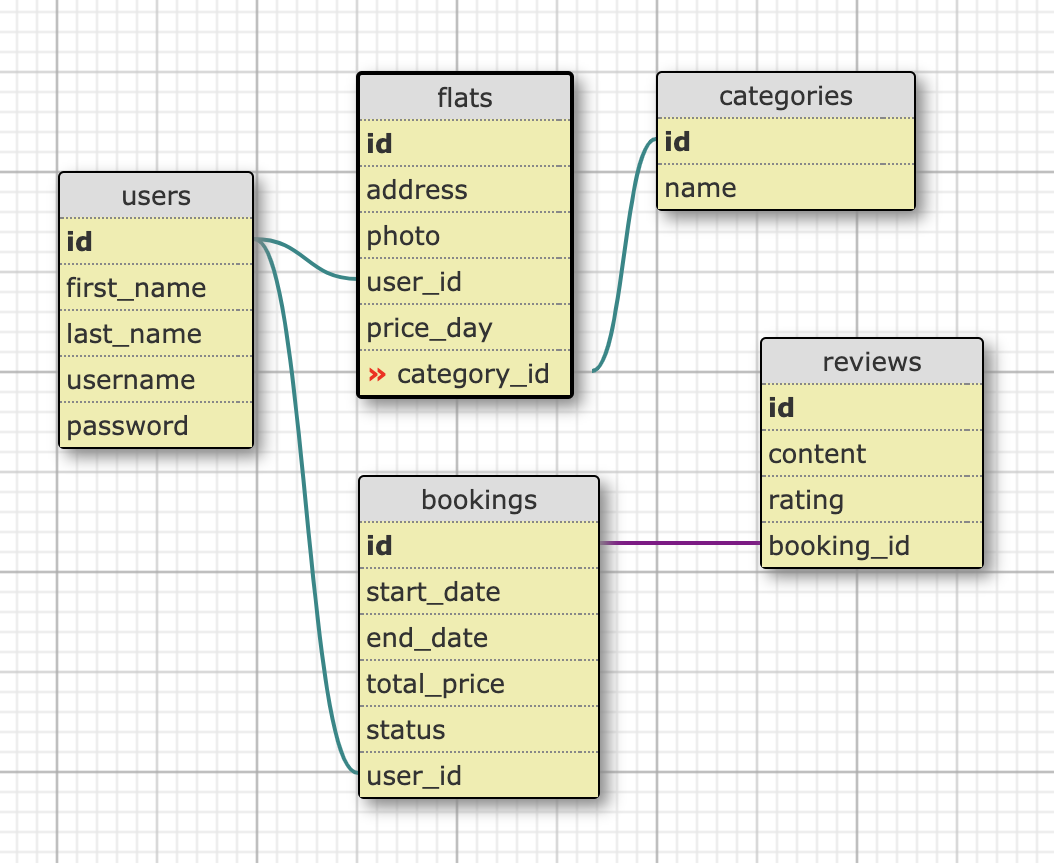 flats
id
address
photo
user_id
price_day
» category_id
categories
id
name
users
id
first_name
last_name
username
password
reviews
id
content
rating
booking_id
bookings
id
start_date
end_date
total_price
status
user_id